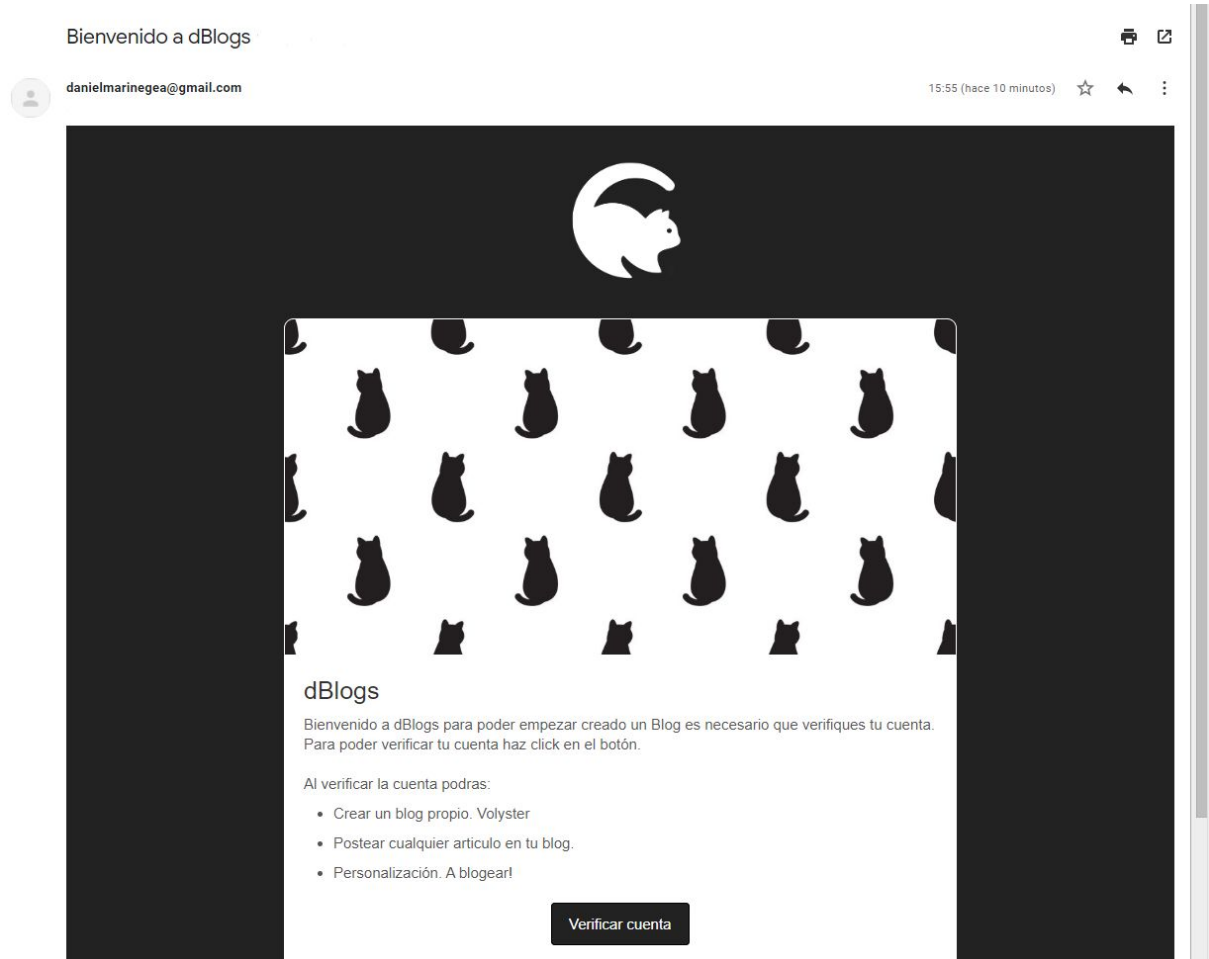 Bienvenido a dBlogs
danielmarinegea@gmail.com
15:55 (hace 10 minutos)
dBlogs
Bienvenido a dBlogs para poder empezar creado un Blog es necesario que verifiques tu cuenta.
Para poder verificar tu cuenta haz click en el botón.
Al verificar la cuenta podras:
• Crear un blog propio. Volyster
• Postear cualquier articulo en tu blog.
• Personalización. A blogear!
Verificar cuenta